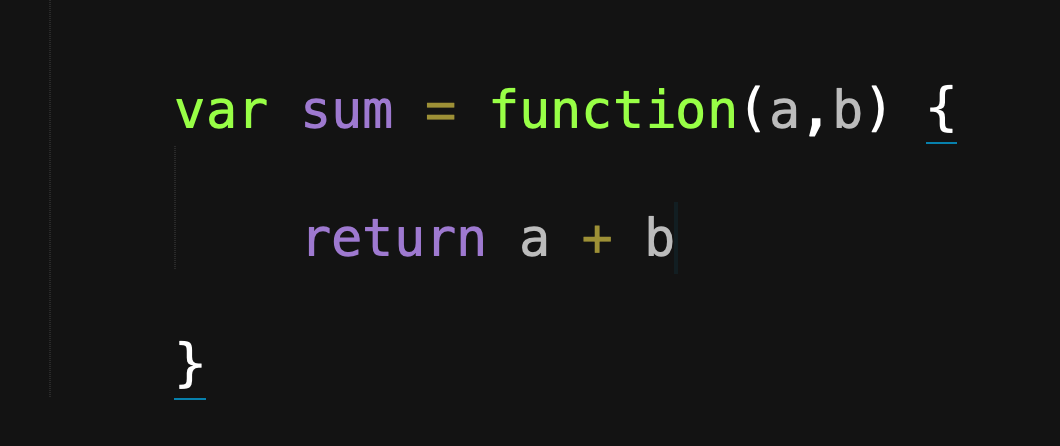 var sum = function(a,b) {
return a + b
}